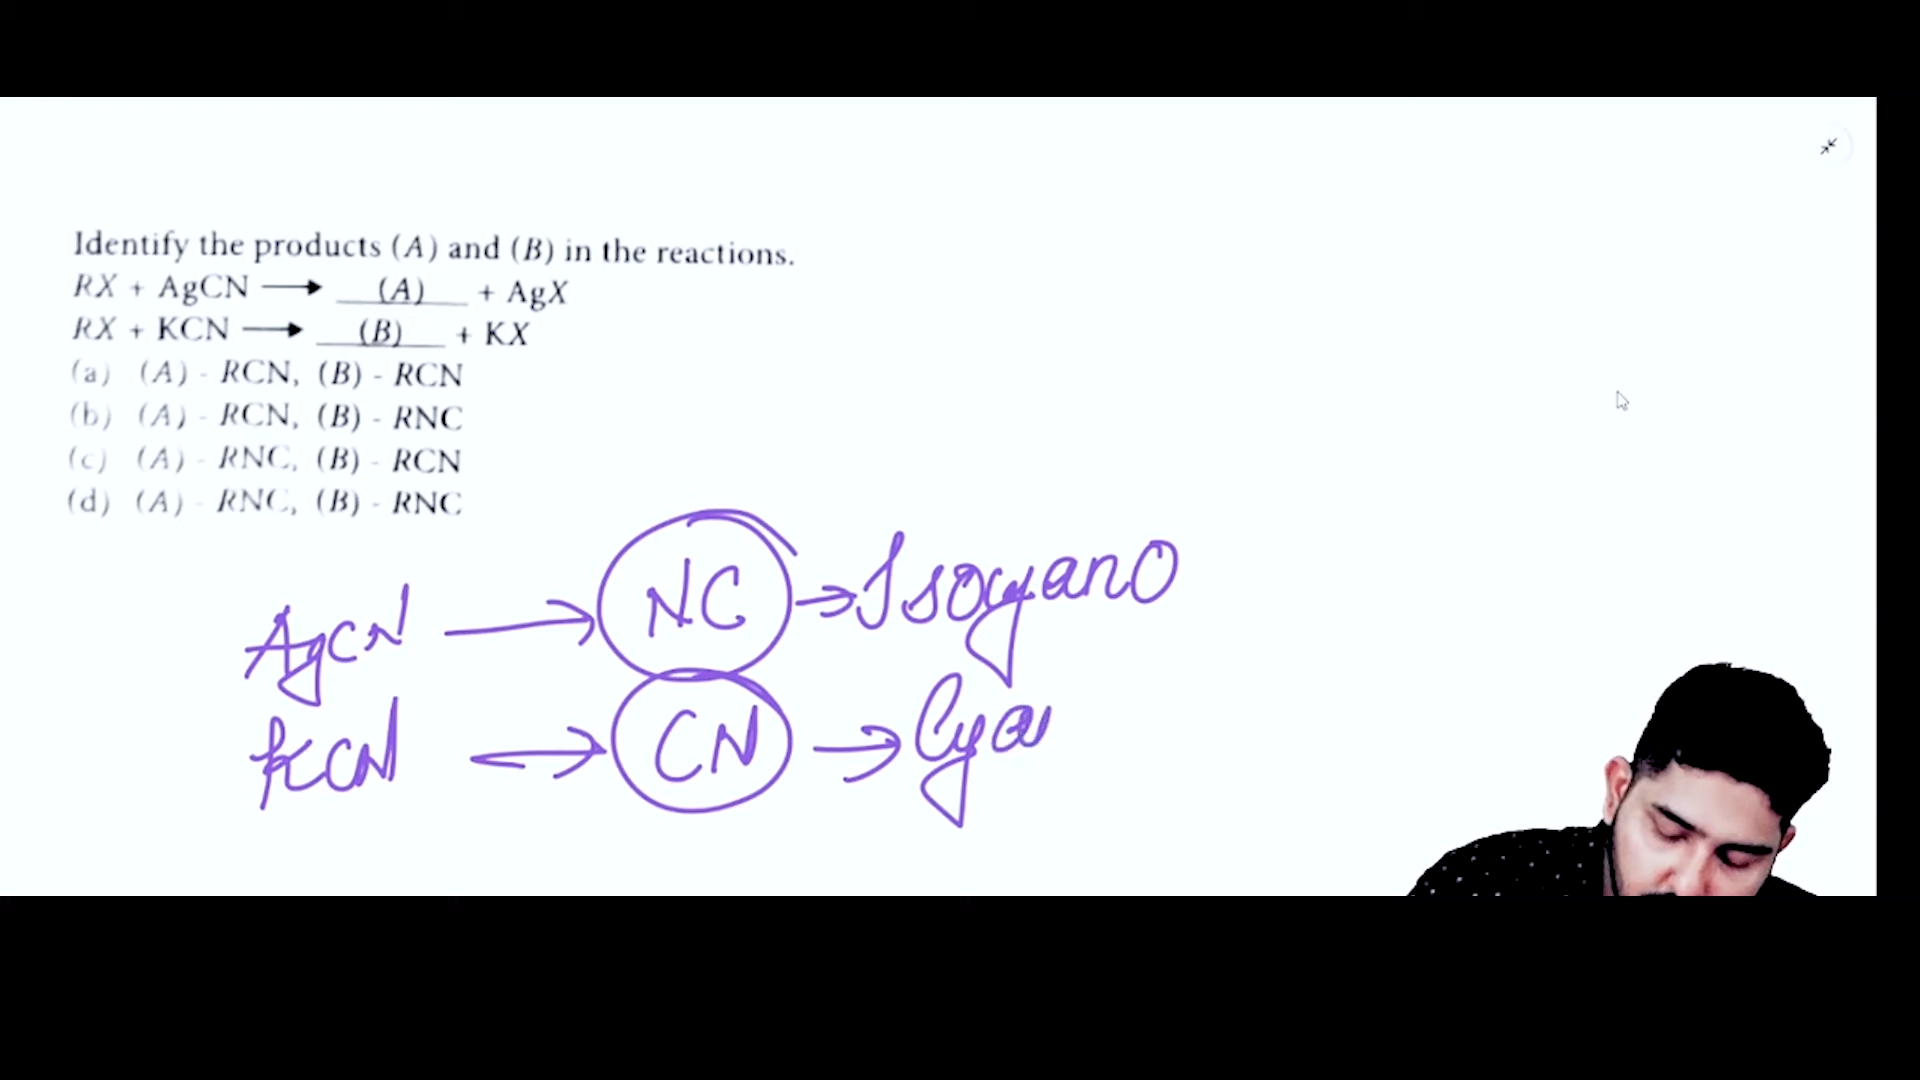 Identify the products (A) and (B) in the reactions.
RX + AgCN ⟶ (A) + AgX
RX + KCN ⟶ (B) + KX
(a) (A) - RCN, (B) - RCN
(b) (A) - RCN, (B) - RNC
(c) (A) - RNC, (B) - RCN
(d) (A) - RNC, (B) - RNC
AgCN → NC → Isocyano
KCN → CN → Cya